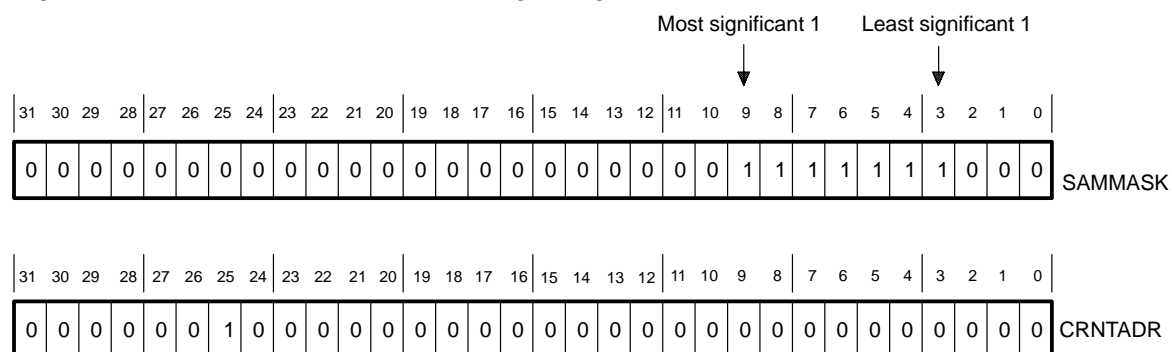 Most significant 1 Least significant 1
31 30 29 28 27 26 25 24 23 22 21 20 19 18 17 16 15 14 13 12 11 10 9 8 7 6 5 4 3 2 1 0
0 0 0 0 0 0 0 0 0 0 0 0 0 0 0 0 0 0 0 0 0 0 1 1 1 1 1 1 1 0 0 0 SAMMASK
31 30 29 28 27 26 25 24 23 22 21 20 19 18 17 16 15 14 13 12 11 10 9 8 7 6 5 4 3 2 1 0
0 0 0 0 0 0 1 0 0 0 0 0 0 0 0 0 0 0 0 0 0 0 0 0 0 0 0 0 0 0 0 0 CRNTADR